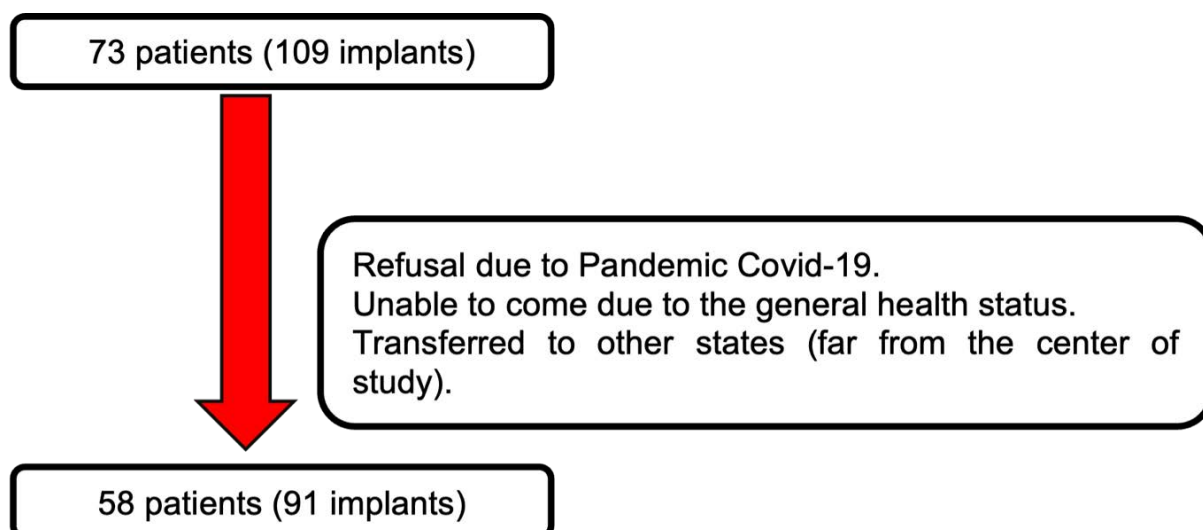 73 patients (109 implants)
Refusal due to Pandemic Covid-19.
Unable to come due to the general health status.
Transferred to other states (far from the center of
study).
58 patients (91 implants)